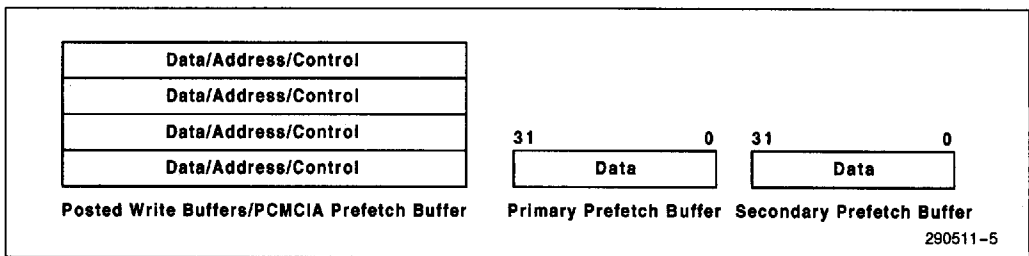 Data/Address/Control
Data/Address/Control
Data/Address/Control
Data/Address/Control
Posted Write Buffers/PCMCIA Prefetch Buffer
31 0
Data
Primary Prefetch Buffer
31 0
Data
Secondary Prefetch Buffer
290511-5